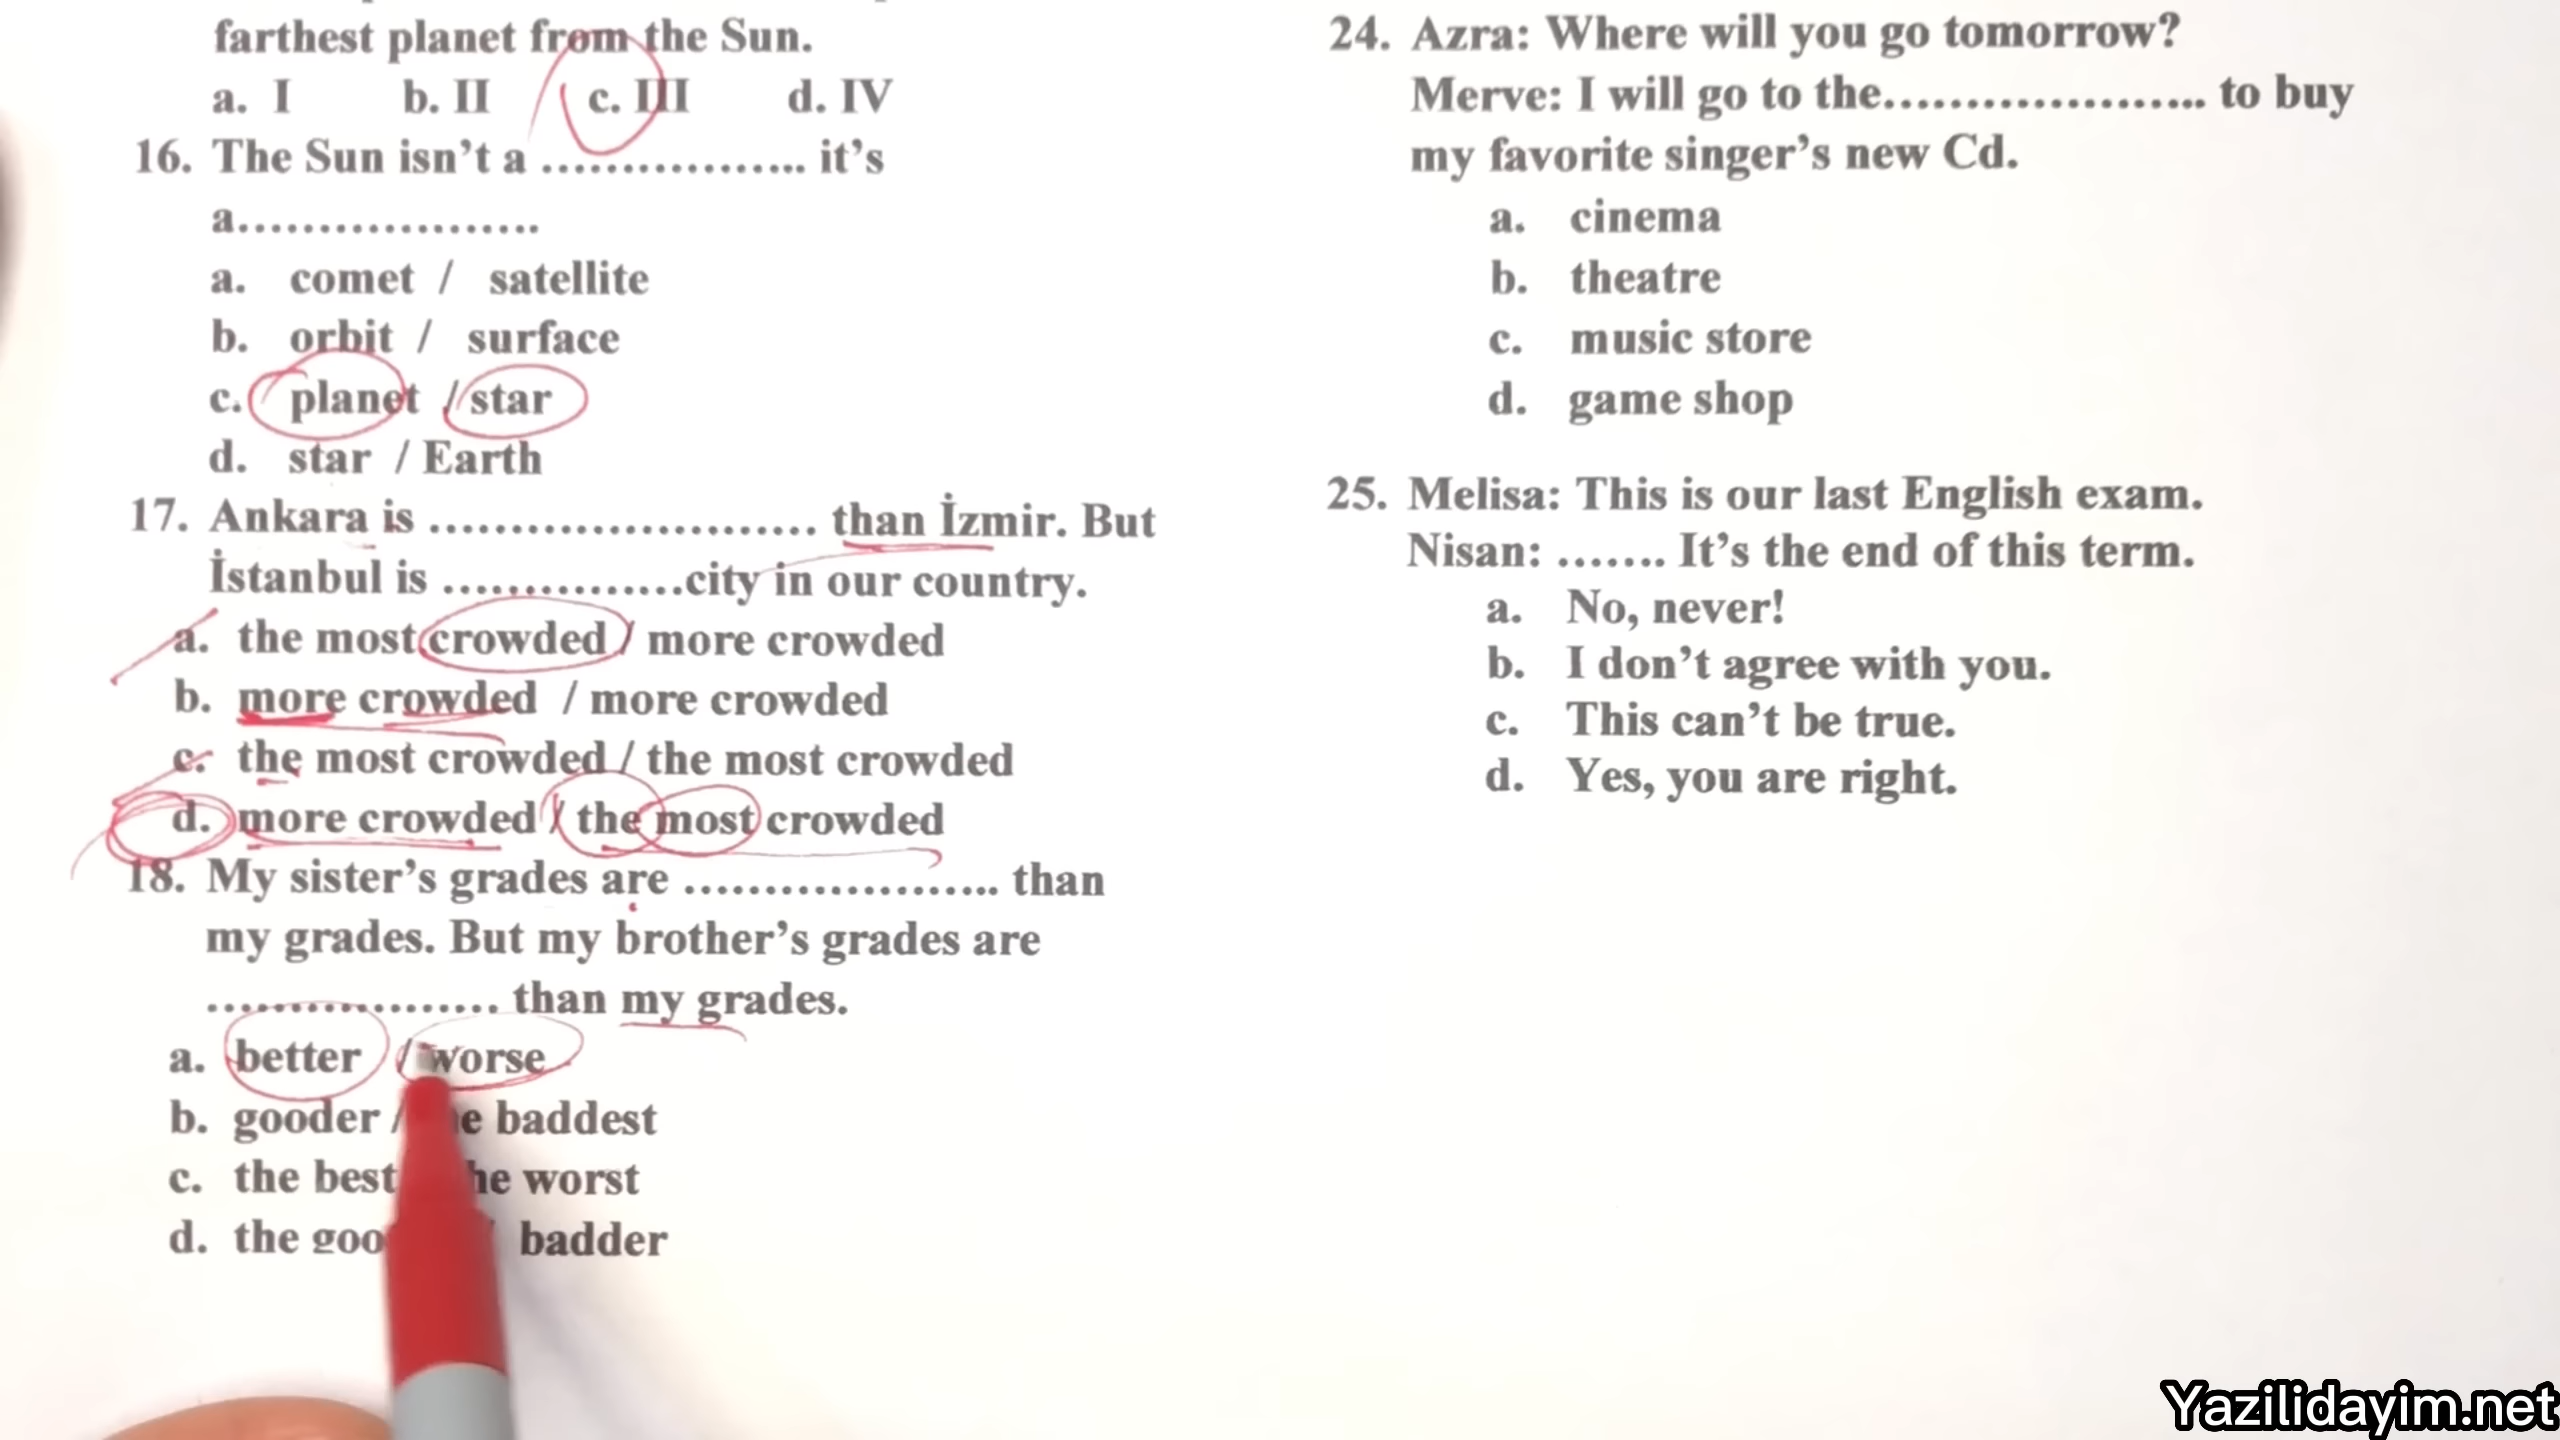 farthest planet from the Sun.
a. I b. II c. III d. IV
16. The Sun isn't a ................. it's
a...................
a. comet / satellite
b. orbit / surface
c. planet / star
d. star / Earth
17. Ankara is ........................ than İzmir. But
İstanbul is ...............city in our country.
a. the most crowded / more crowded
b. more crowded / more crowded
c. the most crowded / the most crowded
d. more crowded / the most crowded
18. My sister's grades are .................... than
my grades. But my brother's grades are
.................. than my grades.
a. better / worse
b. gooder / baddest
c. the best worst
d. the badder
24. Azra: Where will you go tomorrow?
Merve: I will go to the.................... to buy
my favorite singer's new Cd.
a. cinema
b. theatre
c. music store
d. game shop
25. Melisa: This is our last English exam.
Nisan: ....... It's the end of this term.
a. No, never!
b. I don't agree with you.
c. This can't be true.
d. Yes, you are right.
Yazilidayim.net